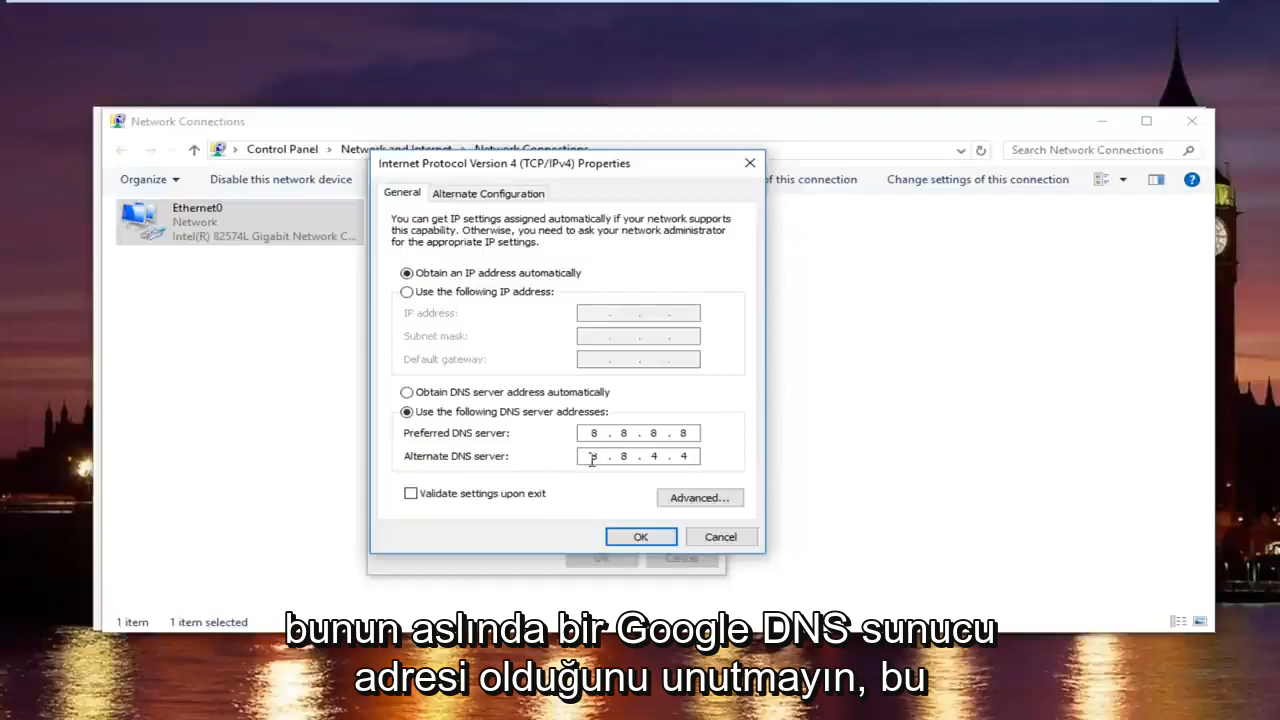 Network Connections
Control Panel > Network and Internet > Network Connections
Search Network Connections
Organize
Disable this network device
of this connection
Change settings of this connection
Ethernet0
Network
Intel(R) 82574L Gigabit Network C...
Internet Protocol Version 4 (TCP/IPv4) Properties
General
Alternate Configuration
You can get IP settings assigned automatically if your network supports
this capability. Otherwise, you need to ask your network administrator
for the appropriate IP settings.
Obtain an IP address automatically
Use the following IP address:
IP address:
Subnet mask:
Default gateway:
Obtain DNS server address automatically
Use the following DNS server addresses:
Preferred DNS server: 8 . 8 . 8 . 8
Alternate DNS server: 8 . 8 . 4 . 4
Validate settings upon exit
Advanced...
OK
Cancel
OK
Cancel
1 item
1 item selected
bunun aslında bir Google DNS sunucu
adresi olduğunu unutmayın, bu